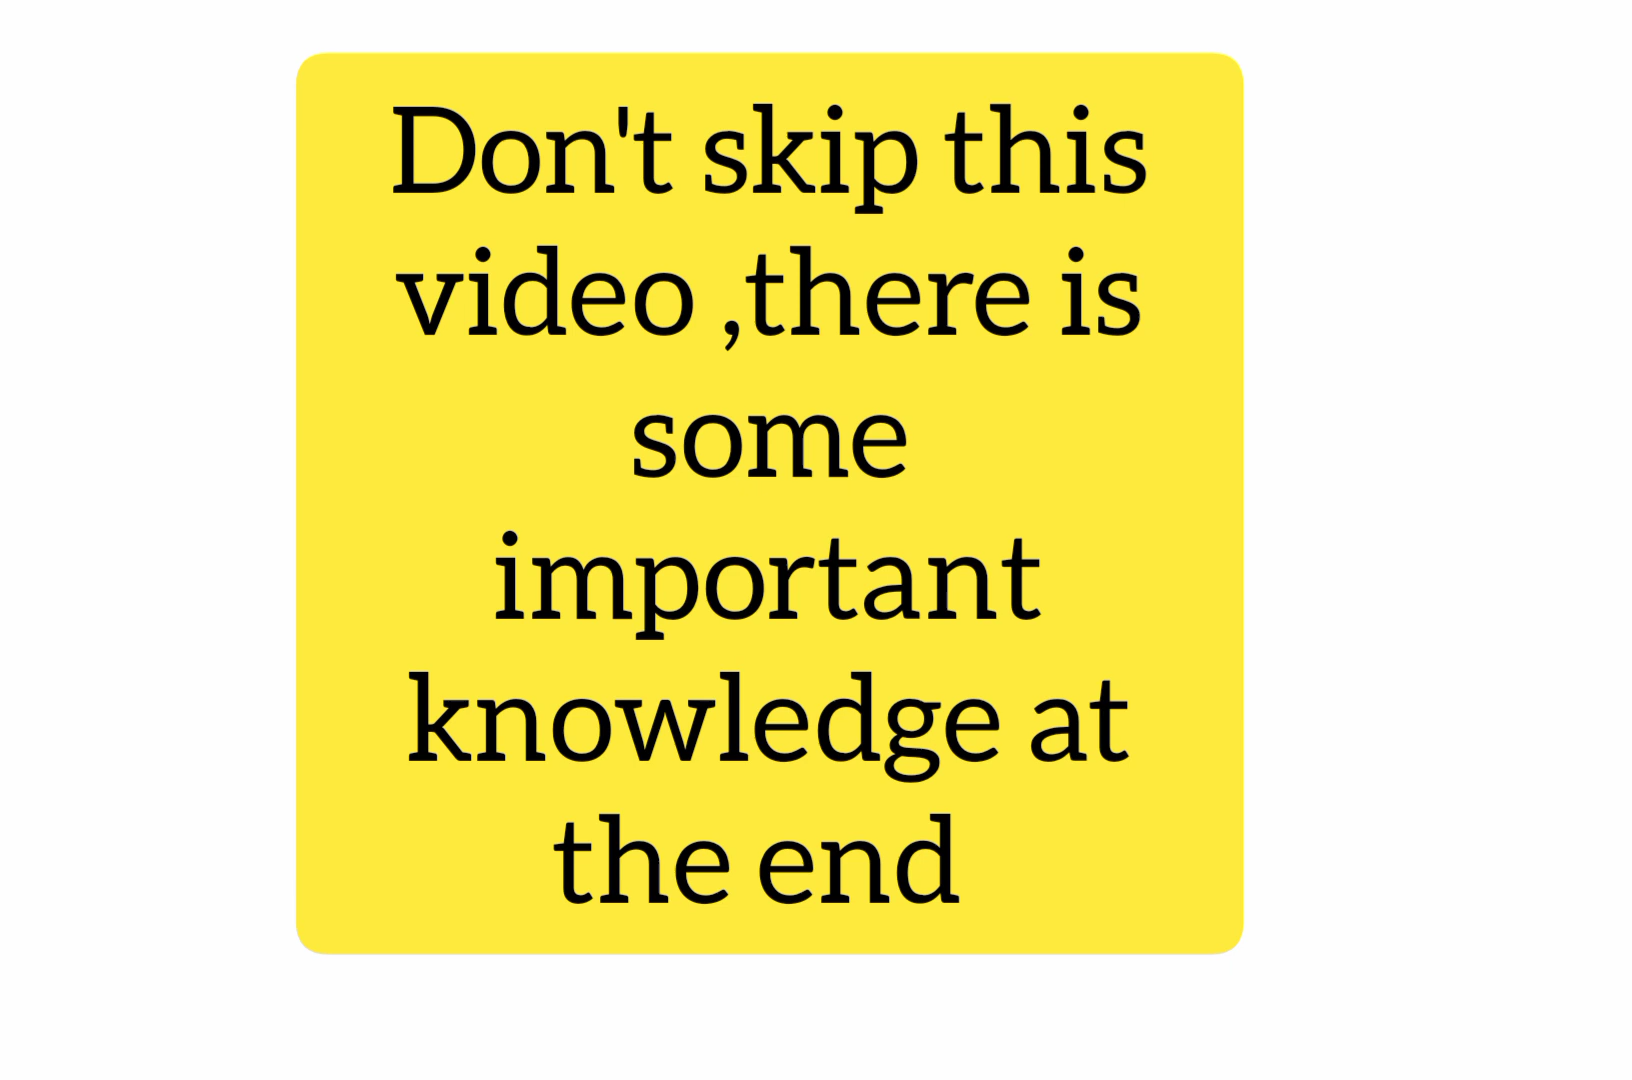 Don't skip this
video ,there is
some
important
knowledge at
the end